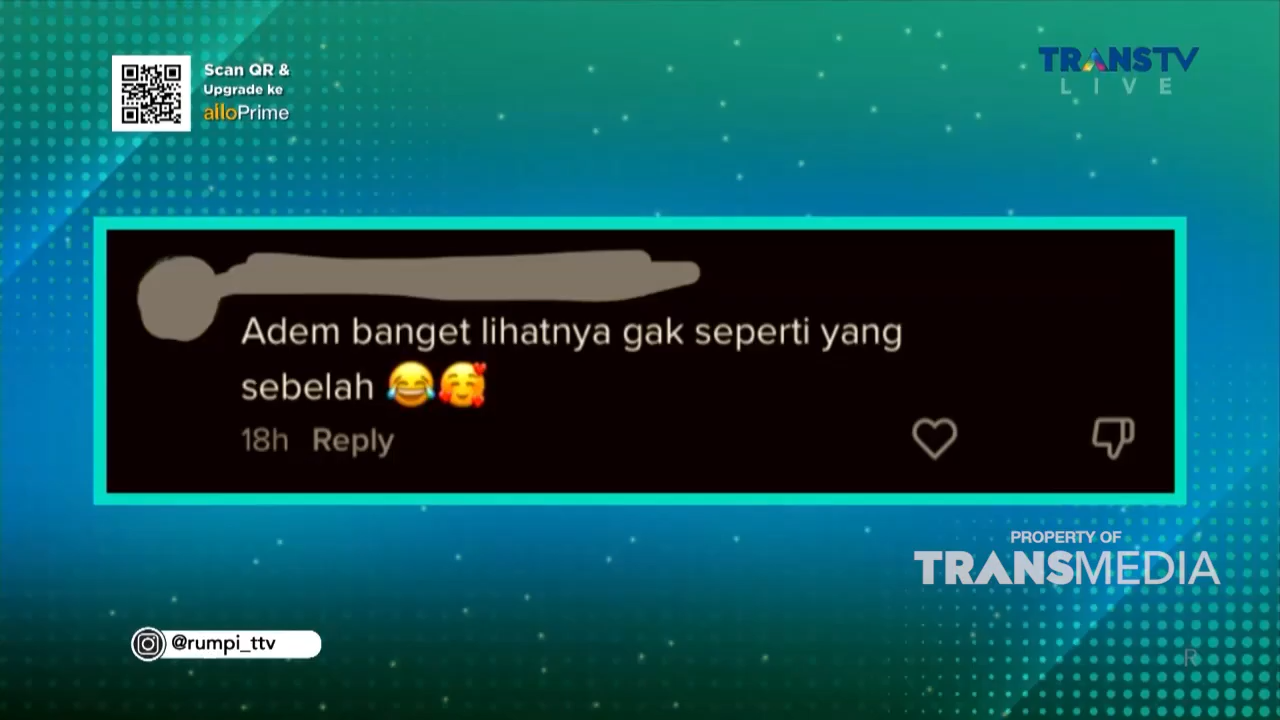 Scan QR &
Upgrade ke
alloPrime
TRANSTV
LIVE
Adem banget lihatnya gak seperti yang
sebelah 😂🥰
18h Reply
PROPERTY OF
TRANSMEDIA
@rumpi_ttv
R